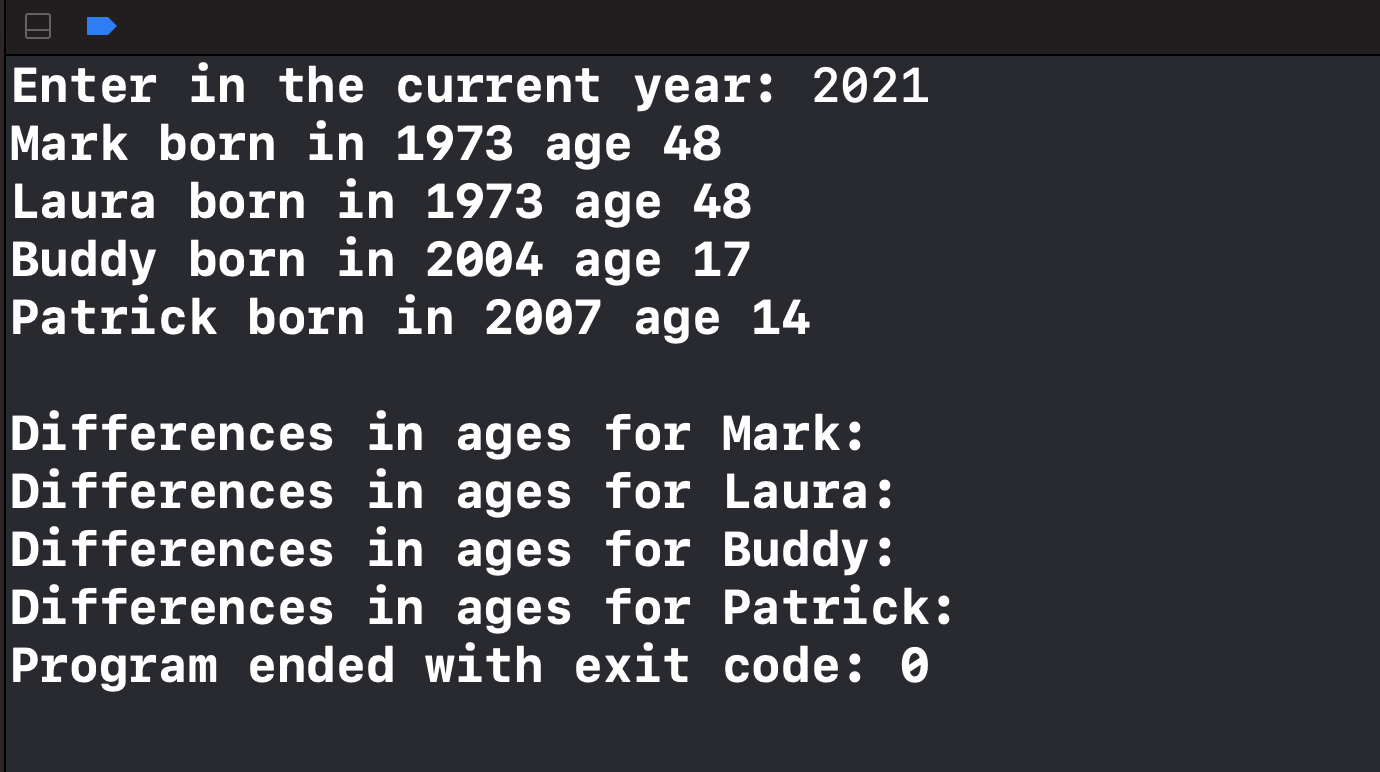 Enter in the current year: 2021
Mark born in 1973 age 48
Laura born in 1973 age 48
Buddy born in 2004 age 17
Patrick born in 2007 age 14
Differences in ages for Mark:
Differences in ages for Laura:
Differences in ages for Buddy:
Differences in ages for Patrick:
Program ended with exit code: 0